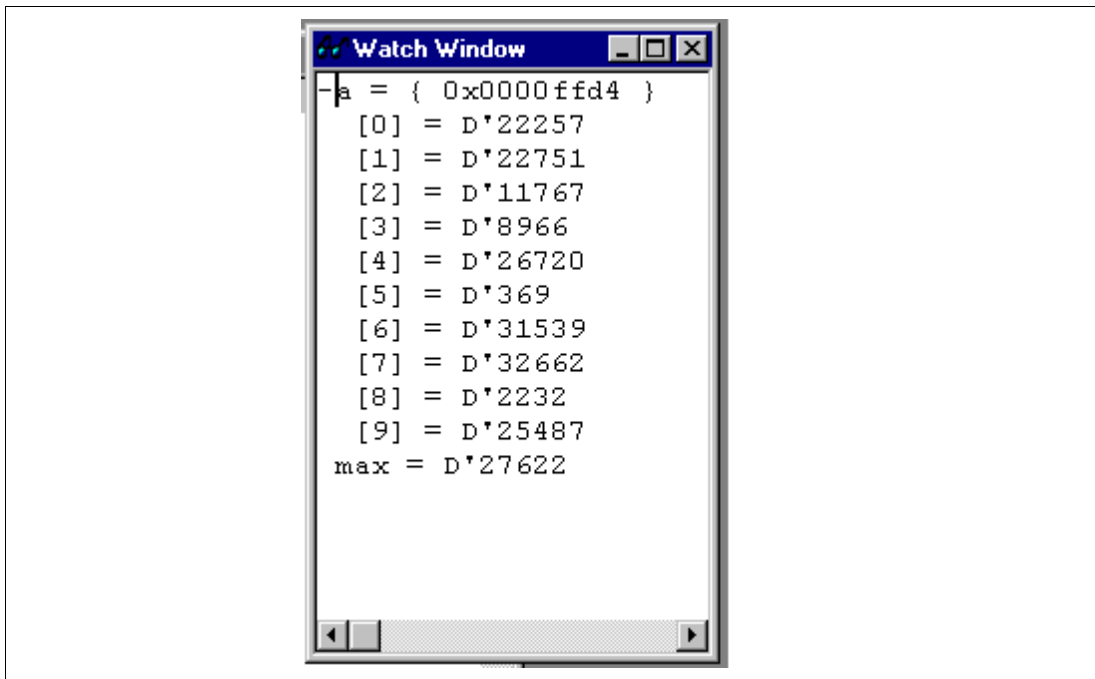 Watch Window
-a = { 0x0000ffd4 }
[0] = D'22257
[1] = D'22751
[2] = D'11767
[3] = D'8966
[4] = D'26720
[5] = D'369
[6] = D'31539
[7] = D'32662
[8] = D'2232
[9] = D'25487
max = D'27622